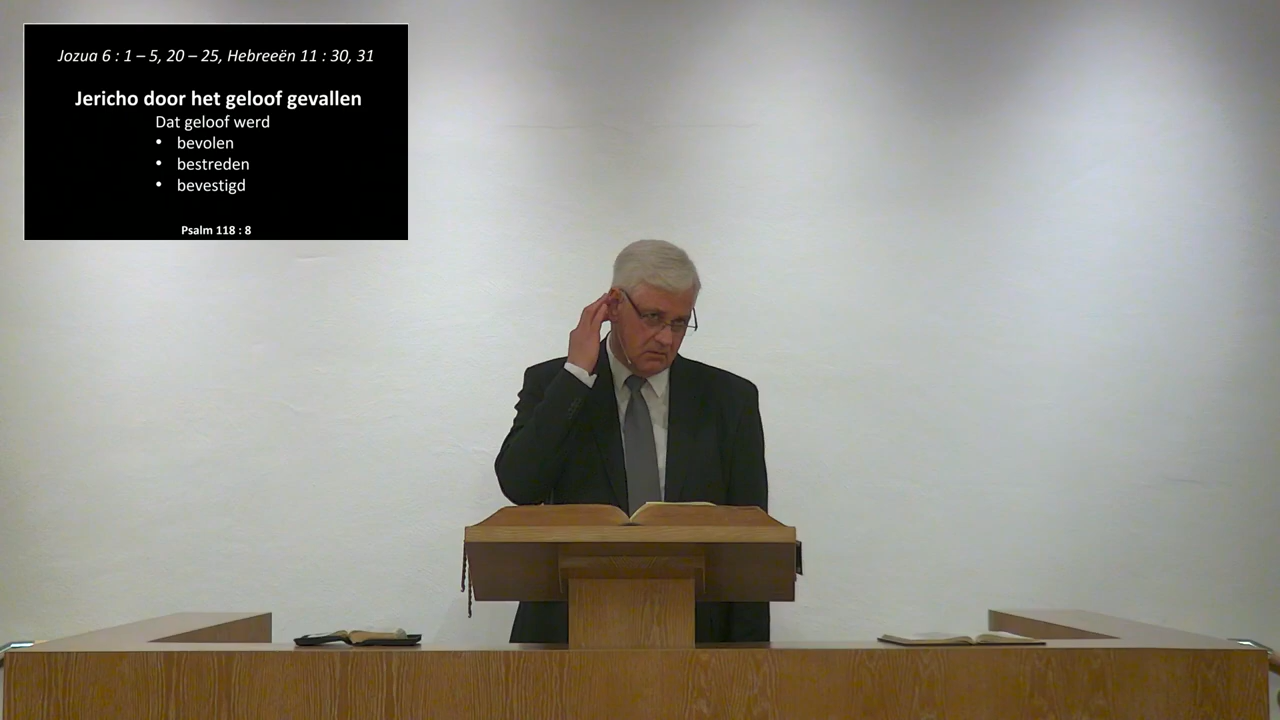 Jozua 6 : 1 – 5, 20 – 25, Hebreeën 11 : 30, 31
Jericho door het geloof gevallen
Dat geloof werd
• bevolen
• bestreden
• bevestigd
Psalm 118 : 8